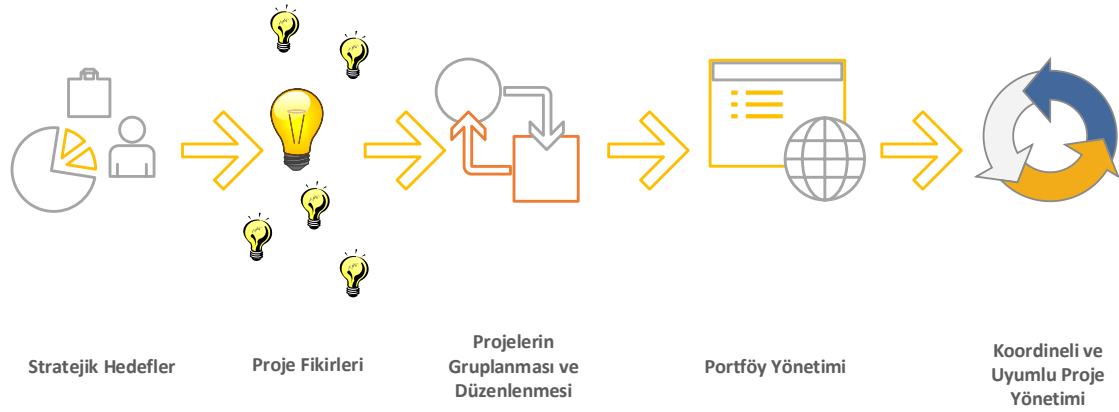 Stratejik Hedefler
Proje Fikirleri
Projelerin
Gruplanması ve
Düzenlenmesi
Portföy Yönetimi
Koordineli ve
Uyumlu Proje
Yönetimi